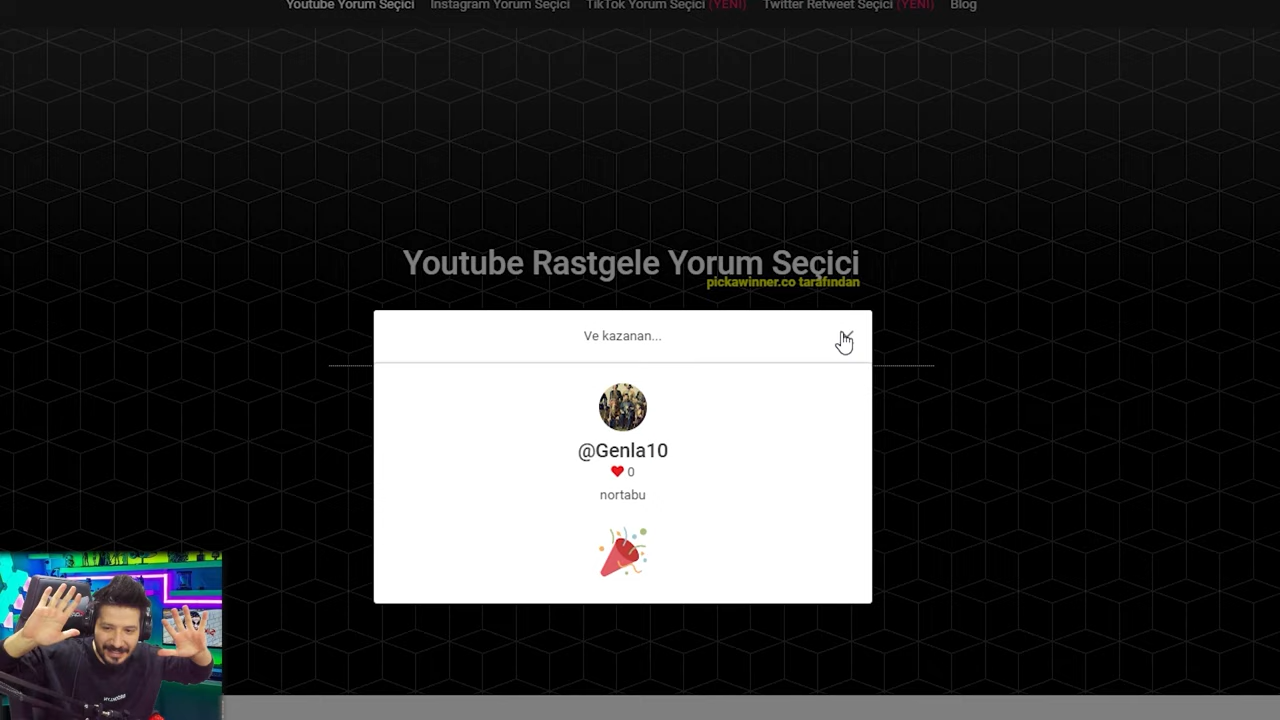 Youtube Yorum Seçici Instagram Yorum Seçici TikTok Yorum Seçici (YENİ) Twitter Retweet Seçici (YENİ) Blog
Youtube Rastgele Yorum Seçici
pickawinner.co tarafından
Ve kazanan...
@Genla10
0
nortabu